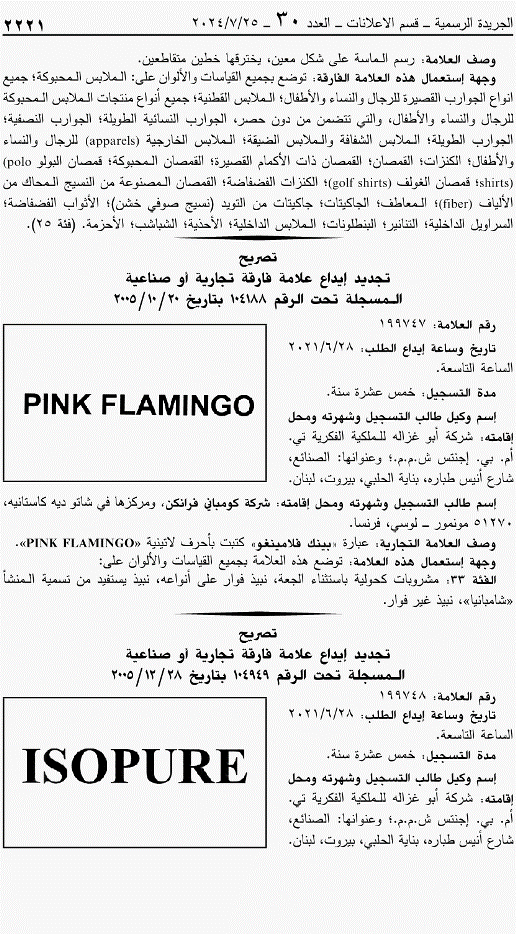 الجريدة الرسمية ــ قسم الاعلانات ــ العدد ٣٠ ــ ٢٠٢٤/٧/٢٥
٢٢٢١
وصف العلامة: رسم الماسة على شكل معين، يخترقها خطين متقاطعين.
وجهة إستعمال هذه العلامة الفارقة: توضع بجميع القياسات والألوان على: الملابس المحبوكة؛ جميع
انواع الجوارب القصيرة للرجال والنساء والأطفال؛ الملابس القطنية؛ جميع أنواع منتجات الملابس المحبوكة
للرجال والنساء والأطفال، والتي تتضمن من دون حصر، الجوارب النسائية الطويلة؛ الجوارب النصفية؛
الجوارب الطويلة؛ الملابس الشفافة والملابس الضيقة؛ الملابس الخارجية (apparels) للرجال والنساء
والأطفال؛ الكنزات؛ القمصان؛ القمصان ذات الأكمام القصيرة؛ القمصان المحبوكة؛ قمصان البولو (polo
shirts)؛ قمصان الغولف (golf shirts)؛ الكنزات الفضفاضة؛ القمصان المصنوعة من النسيج المحاك من
الألياف (fiber)؛ المعاطف؛ الجاكيتات؛ جاكيتات من التويد (نسيج صوفي خشن)؛ الأثواب الفضفاضة؛
السراويل الداخلية؛ التنانير؛ البنطلونات؛ الملابس الداخلية؛ الأحذية؛ الشباشب؛ الأحزمة. (فئة ٢٥).
تصريح
تجديد إيداع علامة فارقة تجارية أو صناعية
المسجلة تحت الرقم ١٠٤١٨٨ بتاريخ ٢٠٠٥/١٠/٢٠
رقم العلامة: ١٩٩٧٤٧
تاريخ وساعة إيداع الطلب: ٢٠٢١/٦/٢٨
الساعة التاسعة.
مدة التسجيل: خمس عشرة سنة.
إسم وكيل طالب التسجيل وشهرته ومحل
إقامته: شركة أبو غزاله للملكية الفكرية تي.
أم. بي. إجنتس ش.م.م.؛ وعنوانها: الصنائع،
شارع أنيس طباره، بناية الحلبي، بيروت، لبنان.
PINK FLAMINGO
إسم طالب التسجيل وشهرته ومحل إقامته: شركة كومباني فرانكن، ومركزها في شاتو ديه كاستانيه،
٥١٢٧٠ مونمور ــ لوسي، فرنسا.
وصف العلامة التجارية: عبارة «بينك فلامينغو» كتبت بأحرف لاتينية «PINK FLAMINGO».
وجهة إستعمال هذه العلامة: توضع هذه العلامة بجميع القياسات والألوان على:
الفئة ٣٣: مشروبات كحولية باستثناء الجعة، نبيذ فوار على أنواعه، نبيذ يستفيد من تسمية المنشأ
«شامبانيا»، نبيذ غير فوار.
تصريح
تجديد إيداع علامة فارقة تجارية أو صناعية
المسجلة تحت الرقم ١٠٤٩٤٩ بتاريخ ٢٠٠٥/١٢/٢٨
رقم العلامة: ١٩٩٧٤٨
تاريخ وساعة إيداع الطلب: ٢٠٢١/٦/٢٨
الساعة التاسعة.
مدة التسجيل: خمس عشرة سنة.
إسم وكيل طالب التسجيل وشهرته ومحل
إقامته: شركة أبو غزاله للملكية الفكرية تي.
أم. بي. إجنتس ش.م.م.؛ وعنوانها: الصنائع،
شارع أنيس طباره، بناية الحلبي، بيروت، لبنان.
ISOPURE